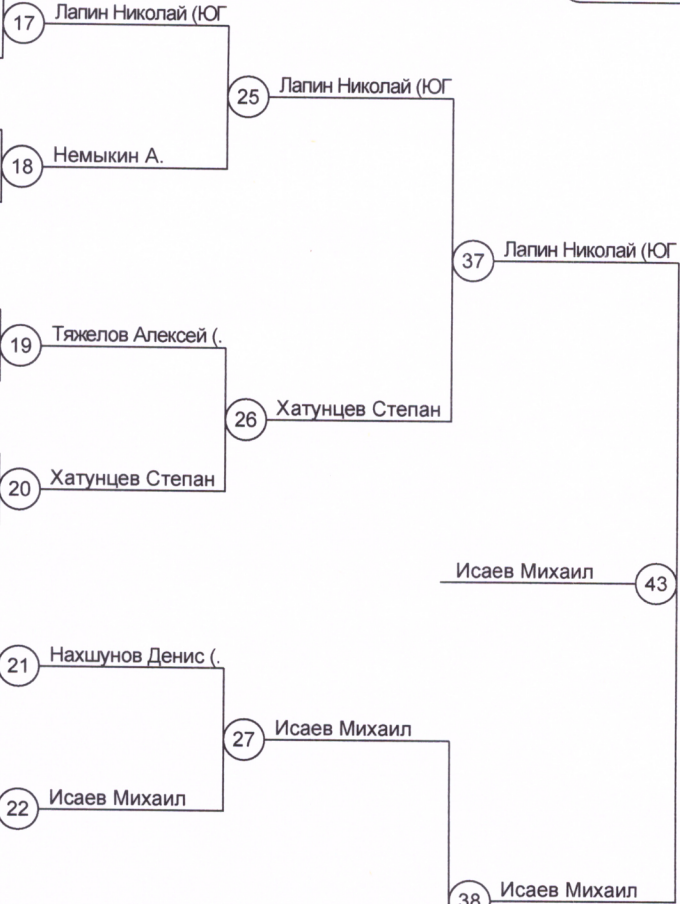 17 Лапин Николай (ЮГ
25 Лапин Николай (ЮГ
18 Немыкин А.
37 Лапин Николай (ЮГ
19 Тяжелов Алексей (.
26 Хатунцев Степан
20 Хатунцев Степан
Исаев Михаил 43
21 Нахшунов Денис (.
27 Исаев Михаил
22 Исаев Михаил
38 Исаев Михаил